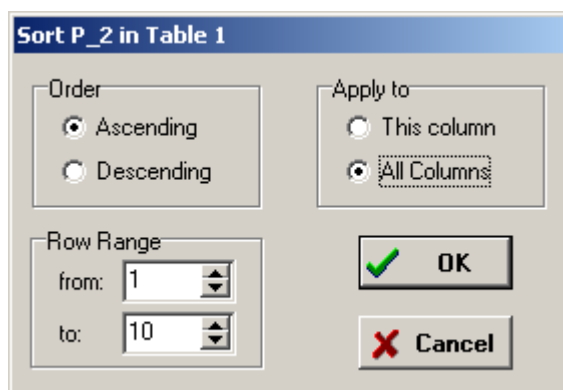 Sort P_2 in Table 1
Order
Ascending
Descending
Apply to
This column
All Columns
Row Range
from: 1
to: 10
OK
Cancel